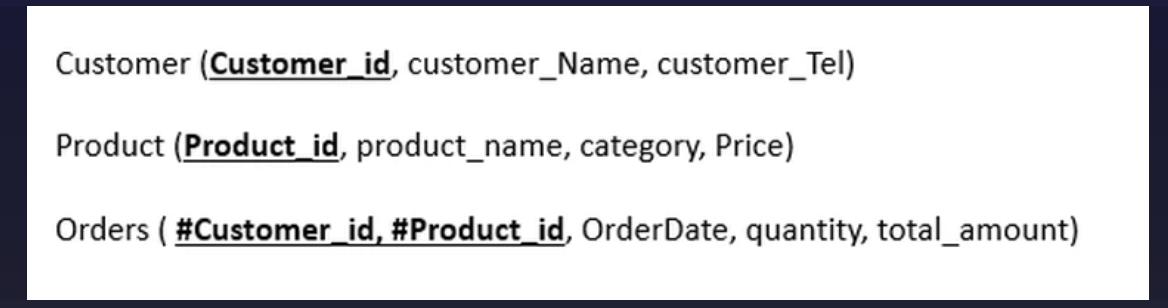 Customer (Customer_id, customer_Name, customer_Tel)
Product (Product_id, product_name, category, Price)
Orders ( #Customer_id, #Product_id, OrderDate, quantity, total_amount)